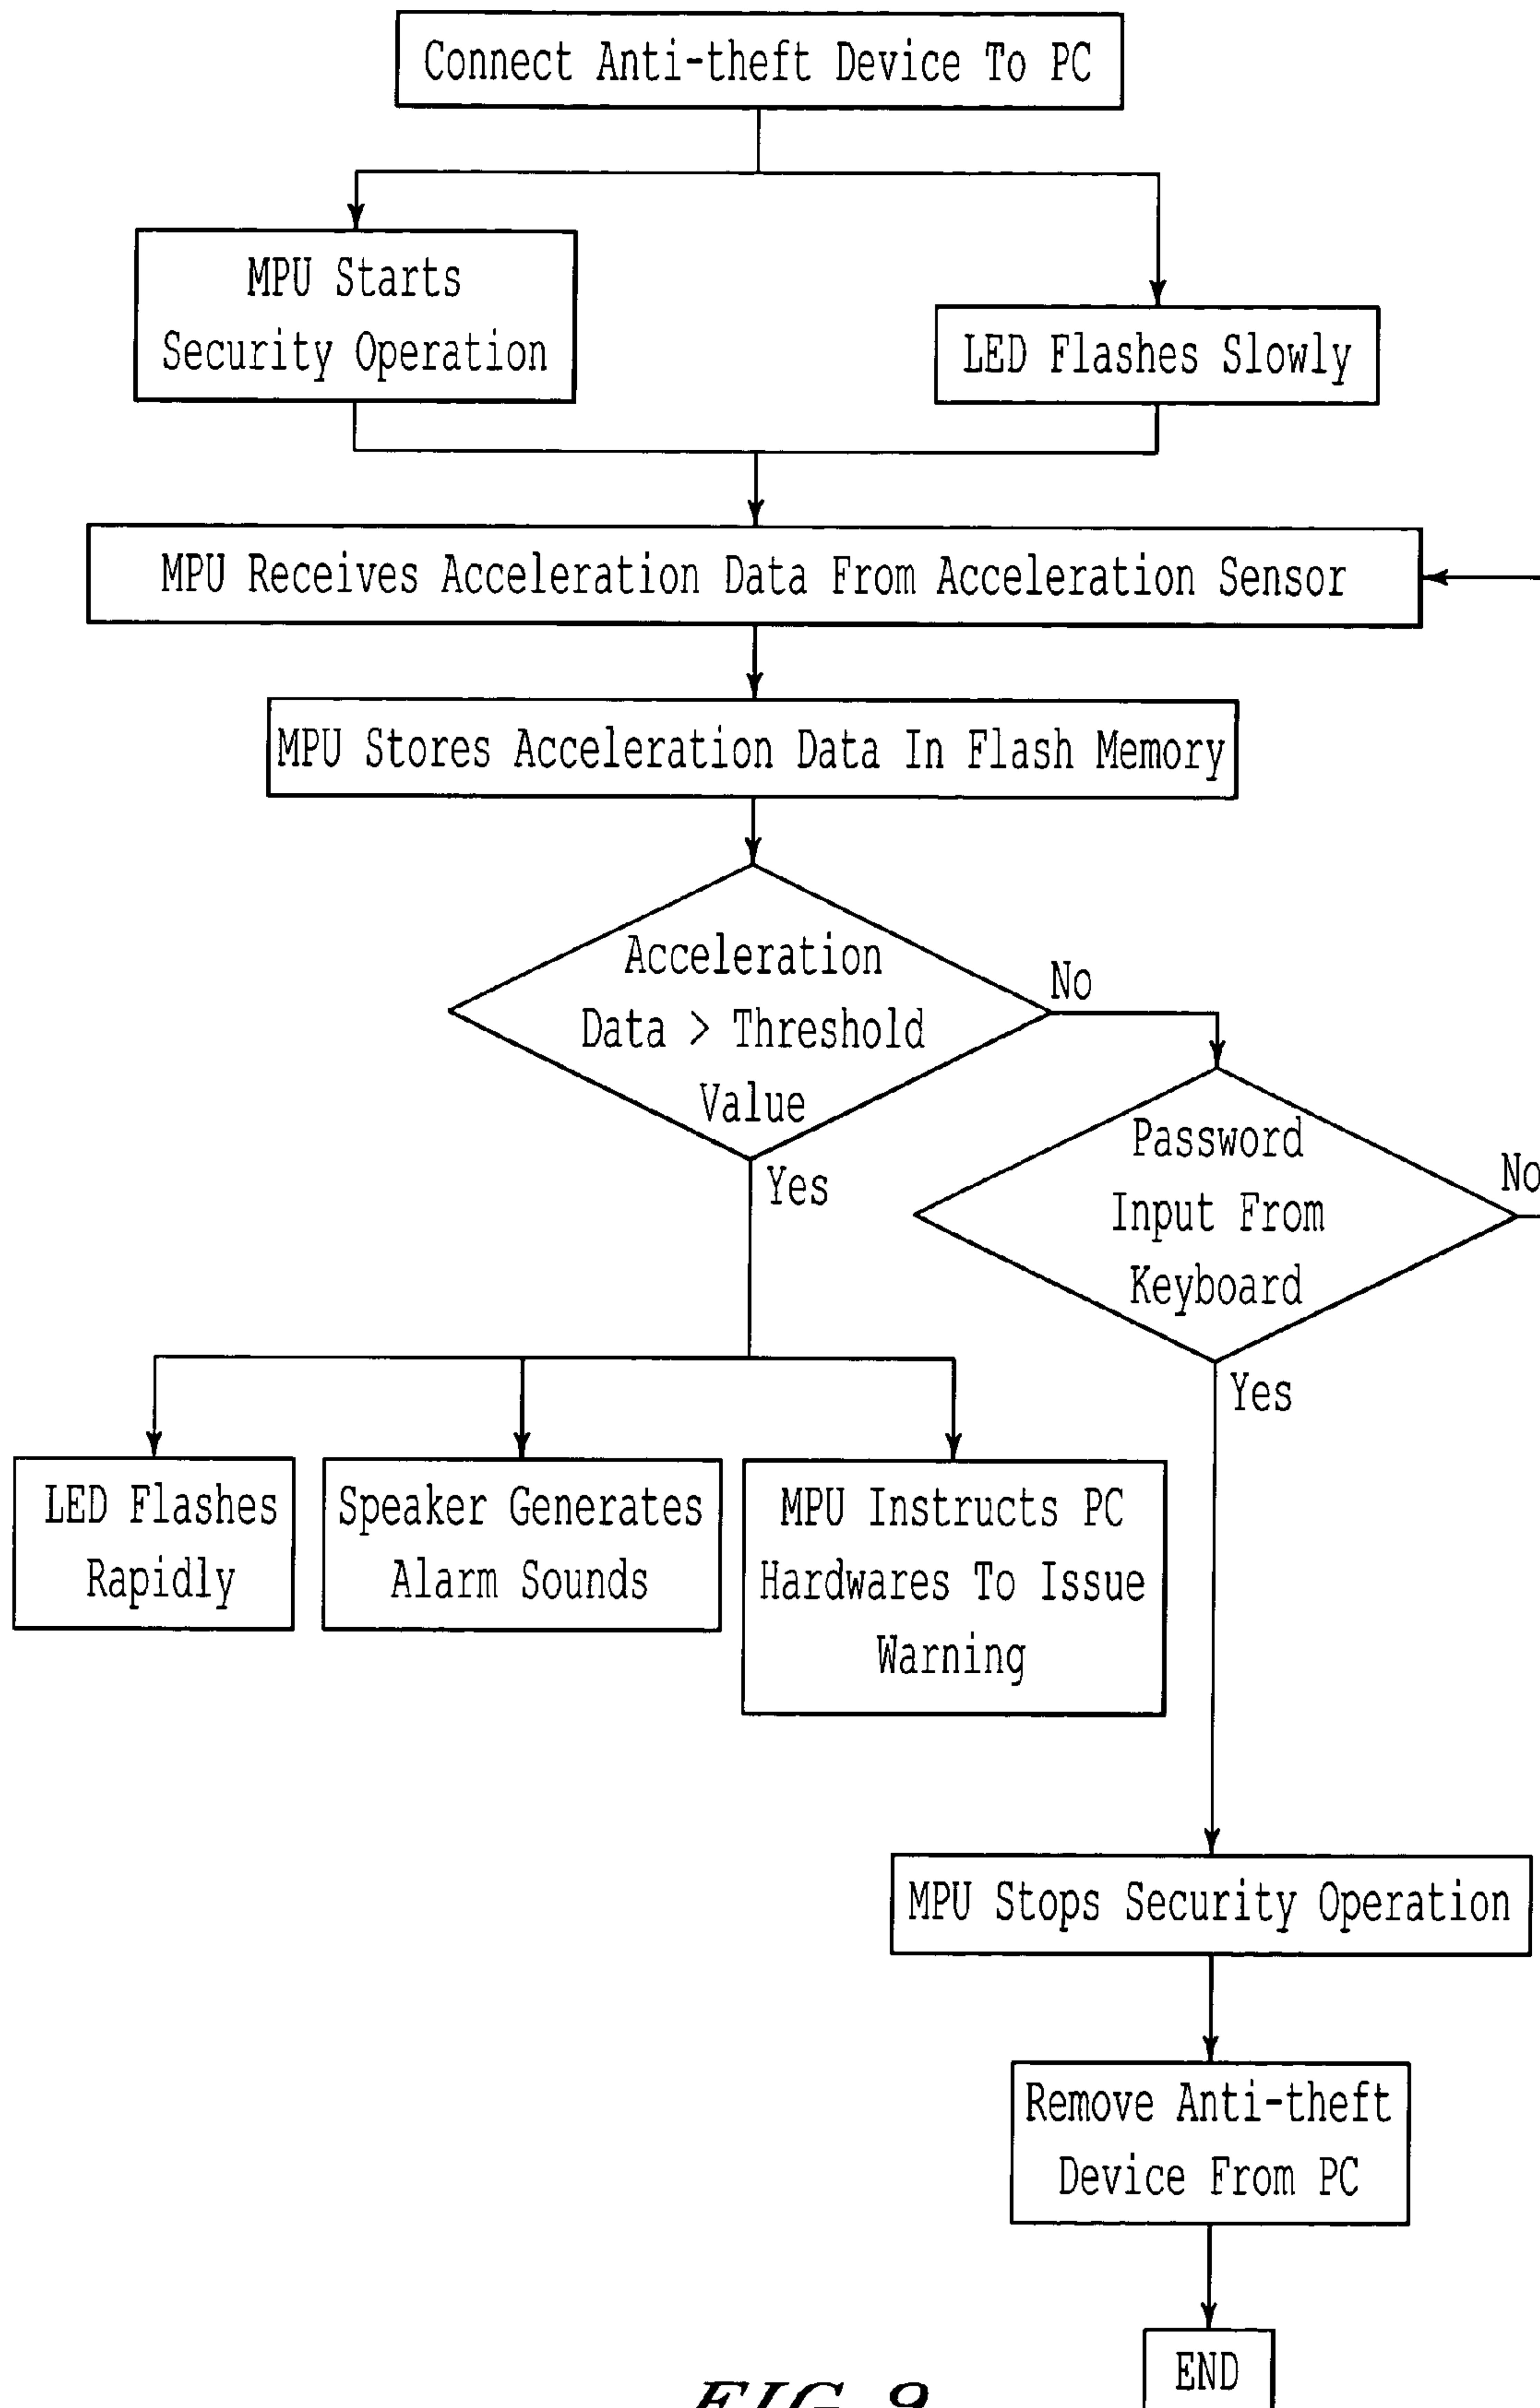 Connect Anti-theft Device To PC
MPU Starts
Security Operation
LED Flashes Slowly
MPU Receives Acceleration Data From Acceleration Sensor
MPU Stores Acceleration Data In Flash Memory
Acceleration
Data > Threshold
Value
No
Yes
Password
Input From
Keyboard
No
Yes
LED Flashes
Rapidly
Speaker Generates
Alarm Sounds
MPU Instructs PC
Hardwares To Issue
Warning
MPU Stops Security Operation
Remove Anti-theft
Device From PC
END
FIG. 9